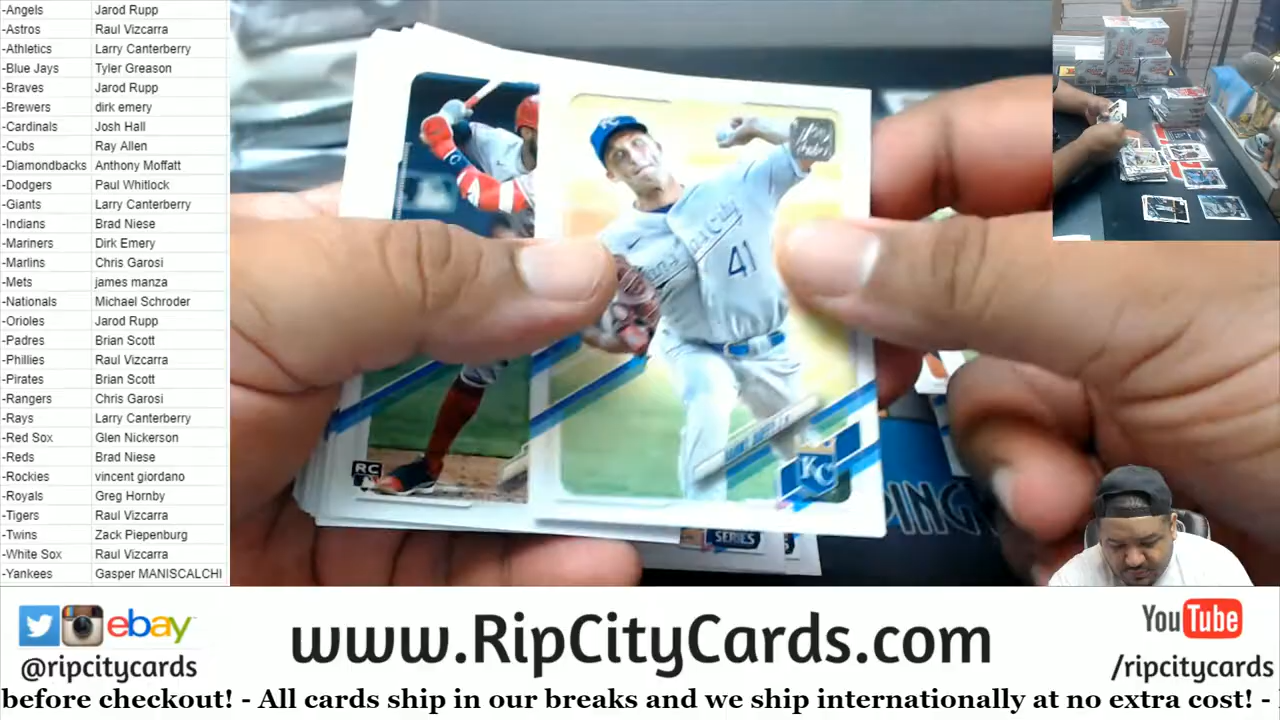 -Angels Jarod Rupp
-Astros Raul Vizcarra
-Athletics Larry Canterberry
-Blue Jays Tyler Greason
-Braves Jarod Rupp
-Brewers dirk emery
-Cardinals Josh Hall
-Cubs Ray Allen
-Diamondbacks Anthony Moffatt
-Dodgers Paul Whitlock
-Giants Larry Canterberry
-Indians Brad Niese
-Mariners Dirk Emery
-Marlins Chris Garosi
-Mets james manza
-Nationals Michael Schroder
-Orioles Jarod Rupp
-Padres Brian Scott
-Phillies Raul Vizcarra
-Pirates Brian Scott
-Rangers Chris Garosi
-Rays Larry Canterberry
-Red Sox Glen Nickerson
-Reds Brad Niese
-Rockies vincent giordano
-Royals Greg Hornby
-Tigers Raul Vizcarra
-Twins Zack Piepenburg
-White Sox Raul Vizcarra
-Yankees Gasper MANISCALCHI
KC
41
RC
KC
SERIES
PING
ebay
@ripcitycards
www.RipCityCards.com
YouTube
/ripcitycards
before checkout! - All cards ship in our breaks and we ship internationally at no extra cost! -